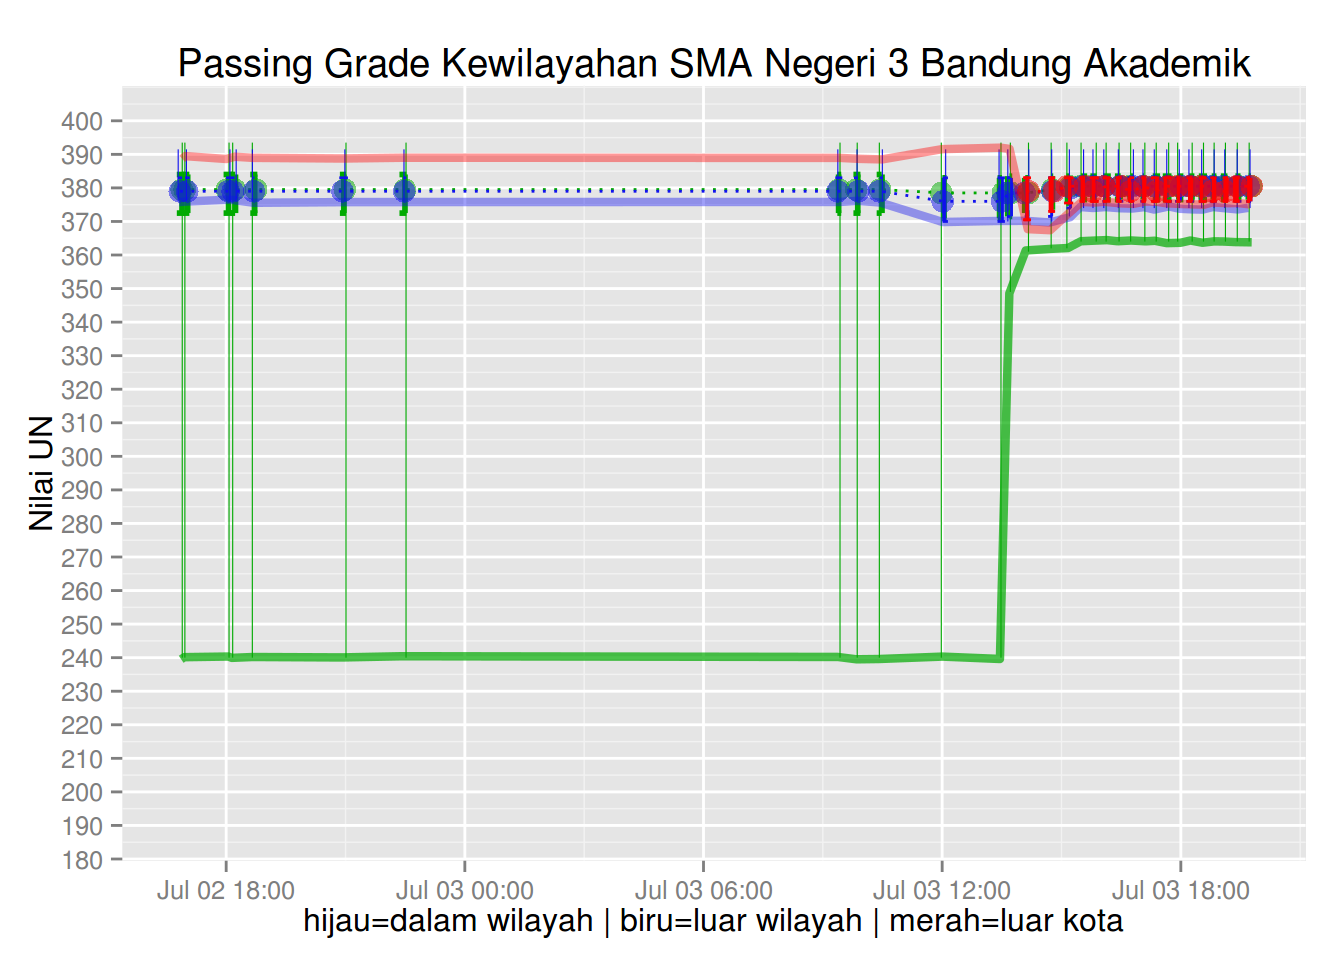 Passing Grade Kewilayahan SMA Negeri 3 Bandung Akademik
Nilai UN
400
390
380
370
360
350
340
330
320
310
300
290
280
270
260
250
240
230
220
210
200
190
180
Jul 02 18:00
Jul 03 00:00
Jul 03 06:00
Jul 03 12:00
Jul 03 18:00
hijau=dalam wilayah | biru=luar wilayah | merah=luar kota